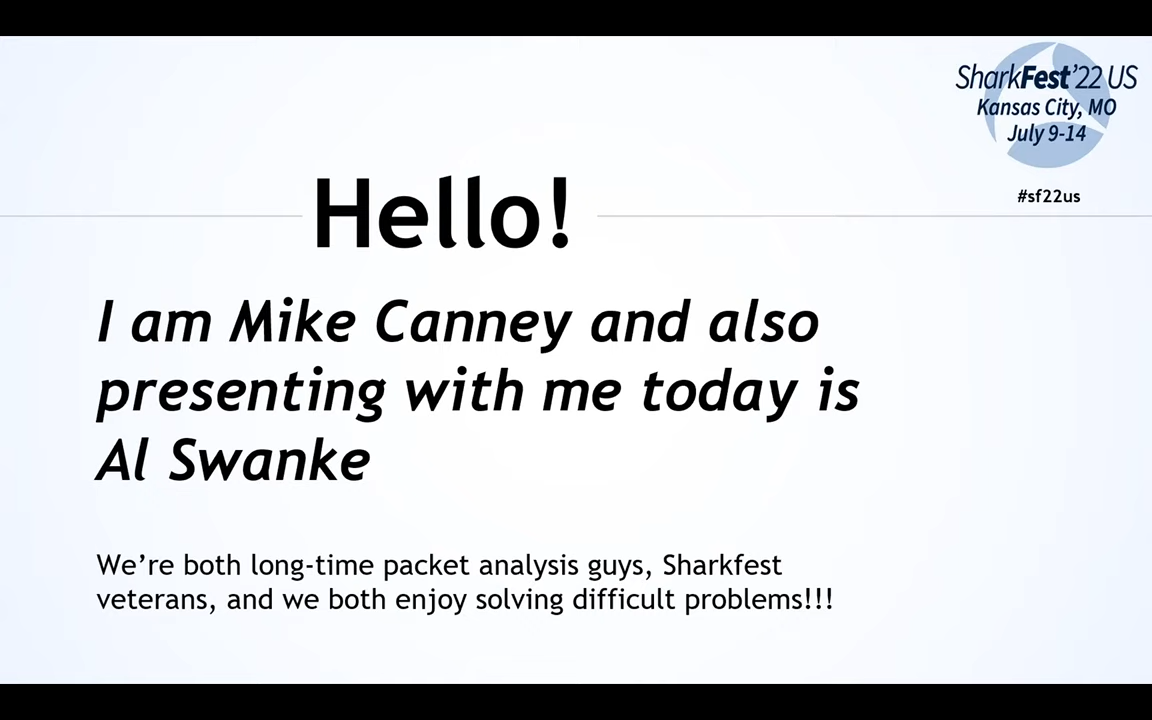 SharkFest'22 US
Kansas City, MO
July 9-14
#sf22us
Hello!
I am Mike Canney and also
presenting with me today is
Al Swanke
We’re both long-time packet analysis guys, Sharkfest
veterans, and we both enjoy solving difficult problems!!!